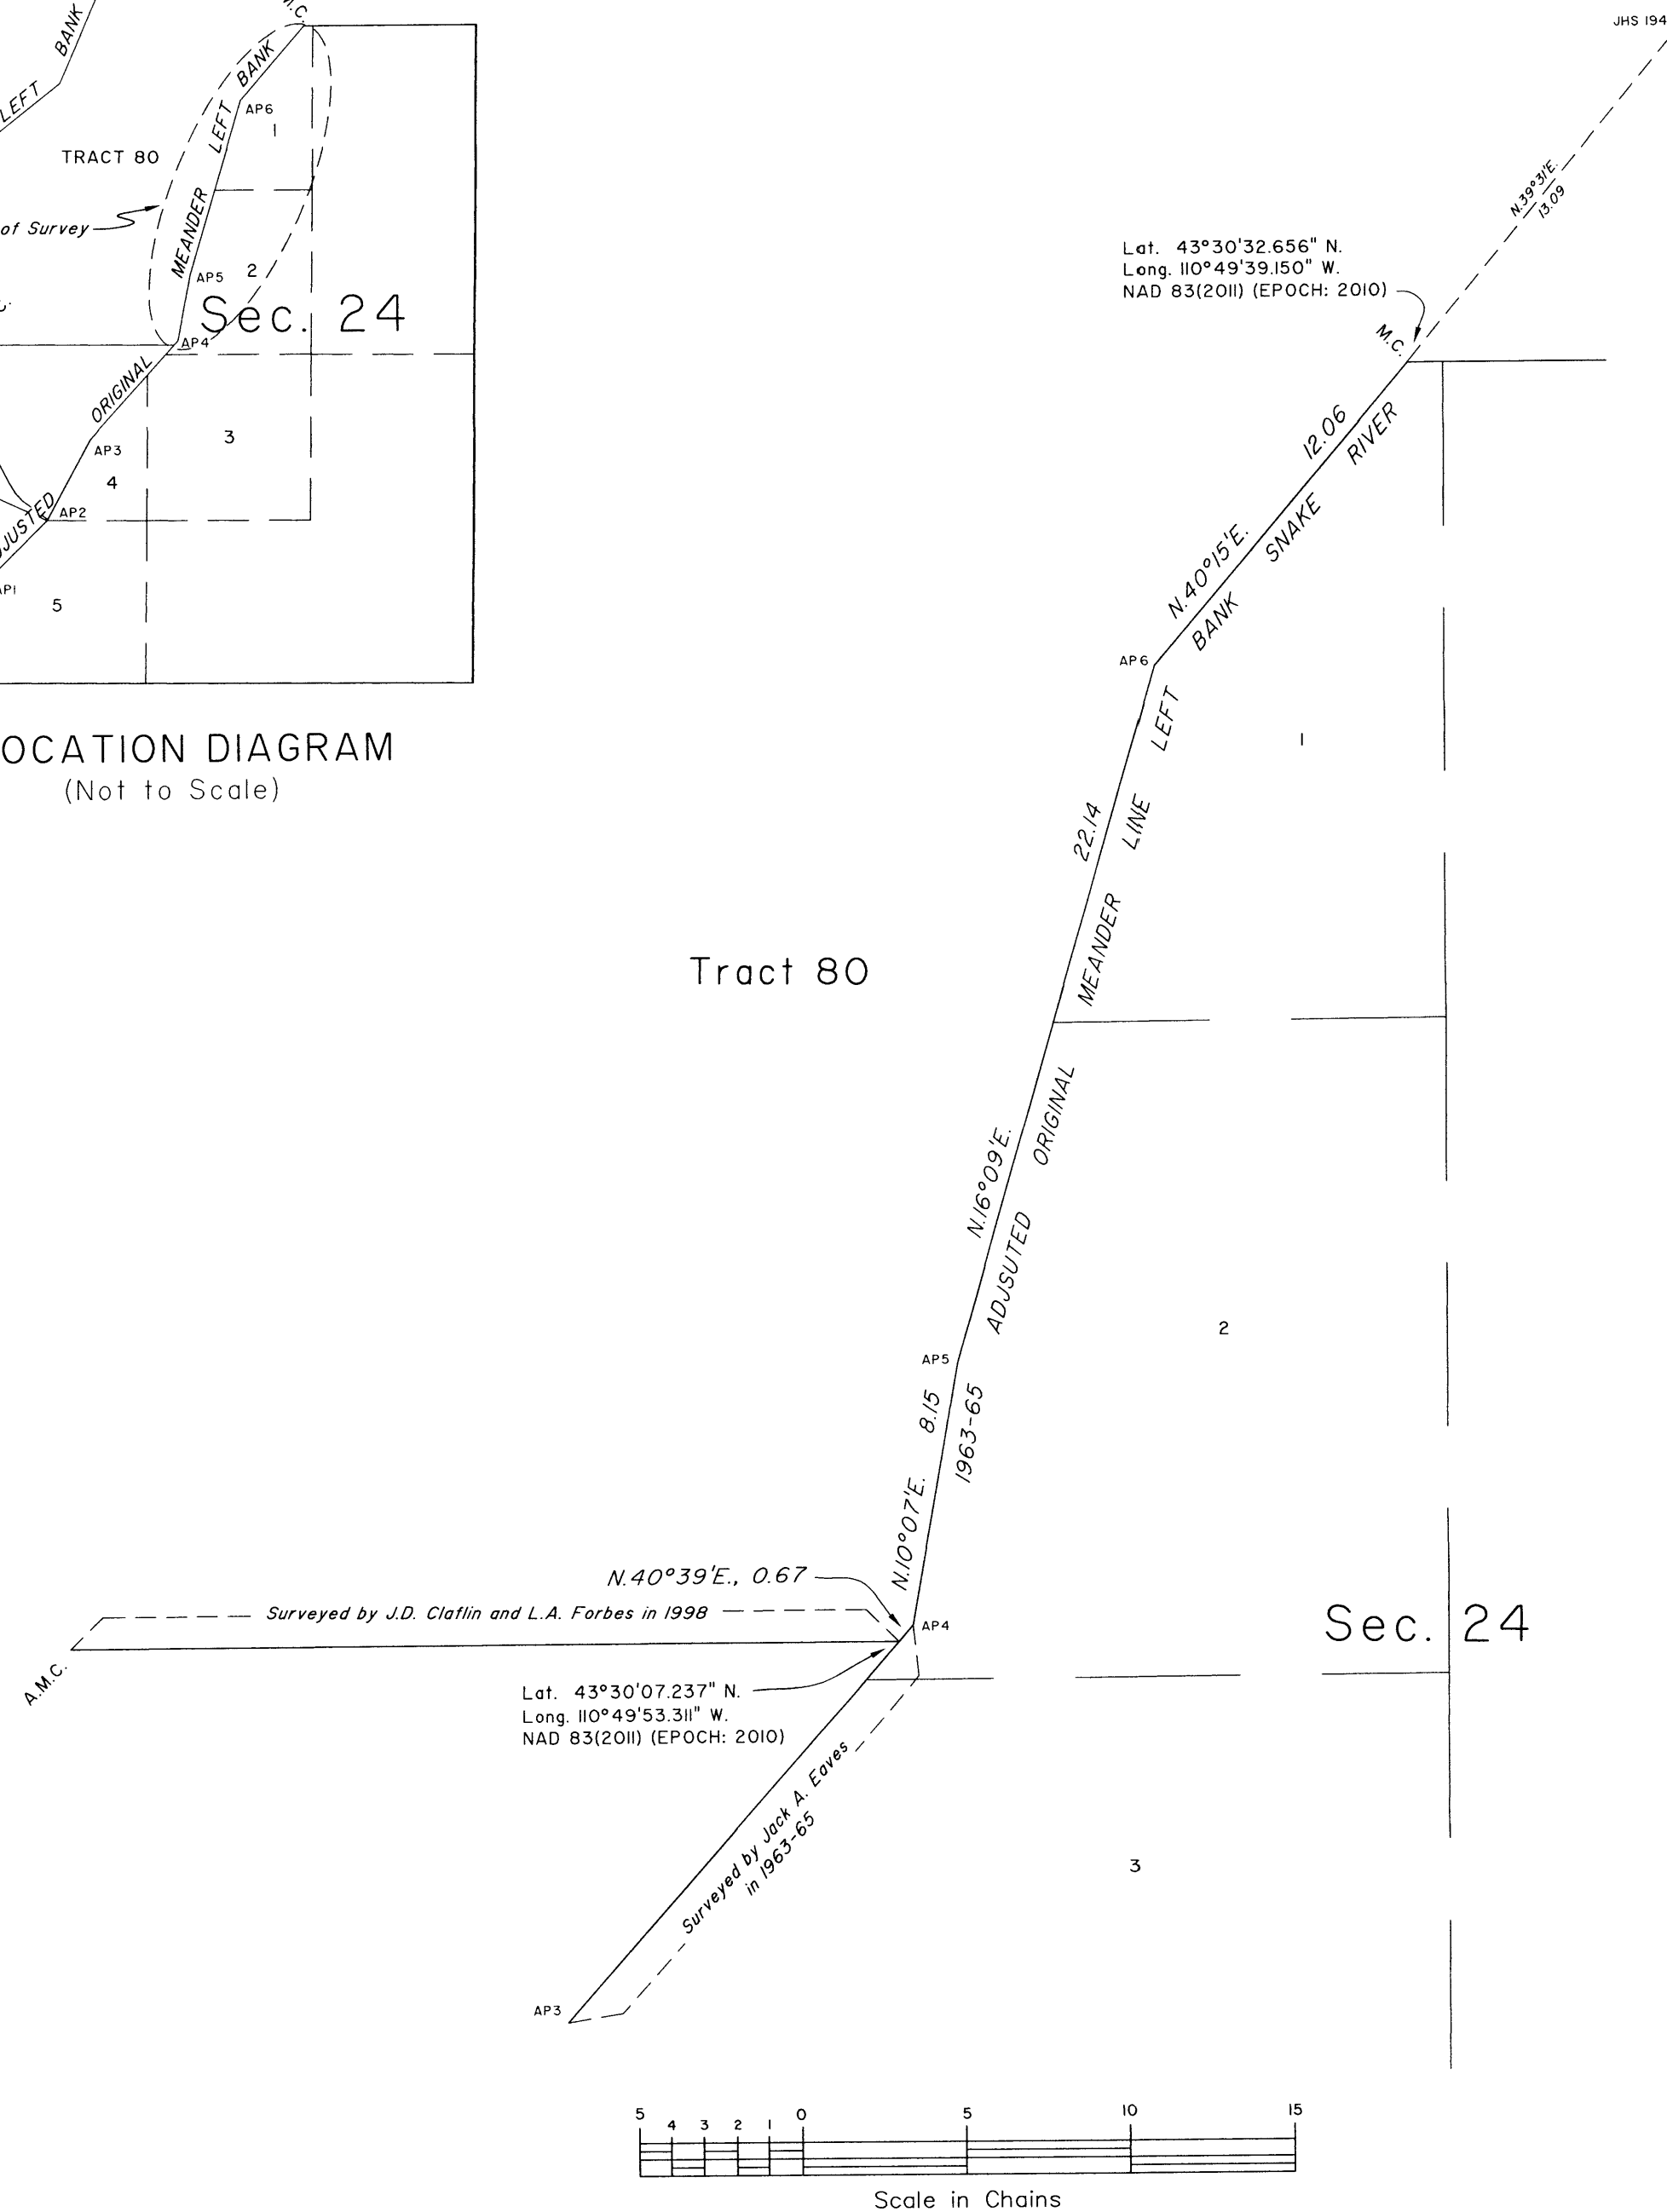 BANK
LEFT
M.C.
BANK
LEFT
MEANDER
AP6
1
TRACT 80
of Survey
AP5
2
Sec. 24
AP4
ORIGINAL
AP3
3
4
AP2
AP1
5
OCATION DIAGRAM
(Not to Scale)
JHS 194
N.39°31'E.
13.09
Lat. 43°30'32.656" N.
Long. 110°49'39.150" W.
NAD 83(2011) (EPOCH: 2010)
M.C.
12.06
RIVER
SNAKE
N.40°15'E.
BANK
AP6
LEFT
1
22.14
LINE
MEANDER
Tract 80
ORIGINAL
N.16°09'E.
ADJSUTED
2
AP5
8.15
1963-65
N.10°07'E.
N.40°39'E., 0.67
Surveyed by J.D. Claflin and L.A. Forbes in 1998
AP4
Sec. 24
A.M.C.
Lat. 43°30'07.237" N.
Long. 110°49'53.311" W.
NAD 83(2011) (EPOCH: 2010)
Surveyed by Jack A. Eaves
in 1963-65
3
AP3
5 4 3 2 1 0 5 10 15
Scale in Chains